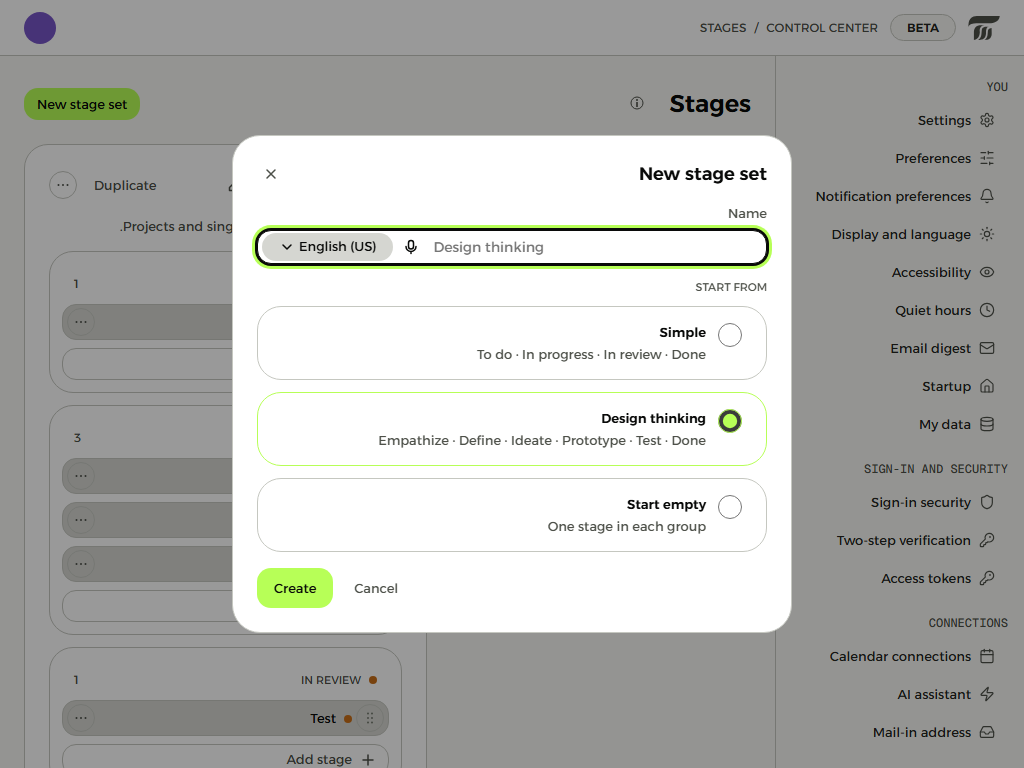 STAGES / CONTROL CENTER BETA
New stage set
Stages
Duplicate
.Projects and sing
1
3
1
IN REVIEW
Test
Add stage
New stage set
Name
English (US)
Design thinking
START FROM
Simple
To do · In progress · In review · Done
Design thinking
Empathize · Define · Ideate · Prototype · Test · Done
Start empty
One stage in each group
Create
Cancel
YOU
Settings
Preferences
Notification preferences
Display and language
Accessibility
Quiet hours
Email digest
Startup
My data
SIGN-IN AND SECURITY
Sign-in security
Two-step verification
Access tokens
CONNECTIONS
Calendar connections
AI assistant
Mail-in address